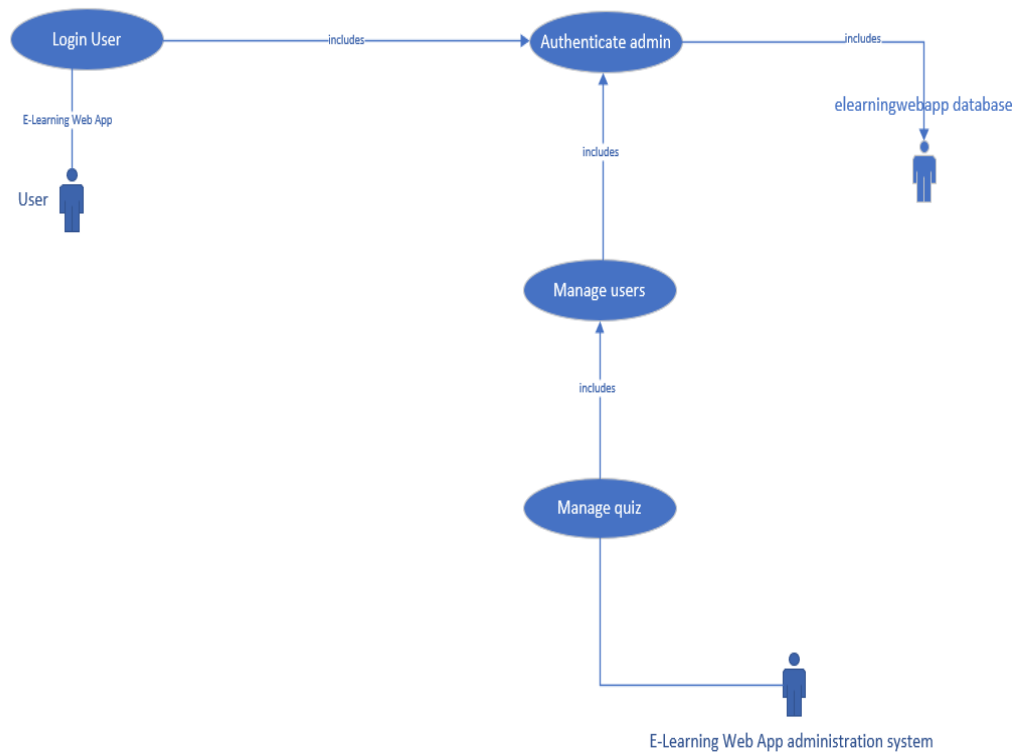 Login User
includes
Authenticate admin
includes
elearningwebapp database
E-Learning Web App
User
includes
Manage users
includes
Manage quiz
E-Learning Web App administration system